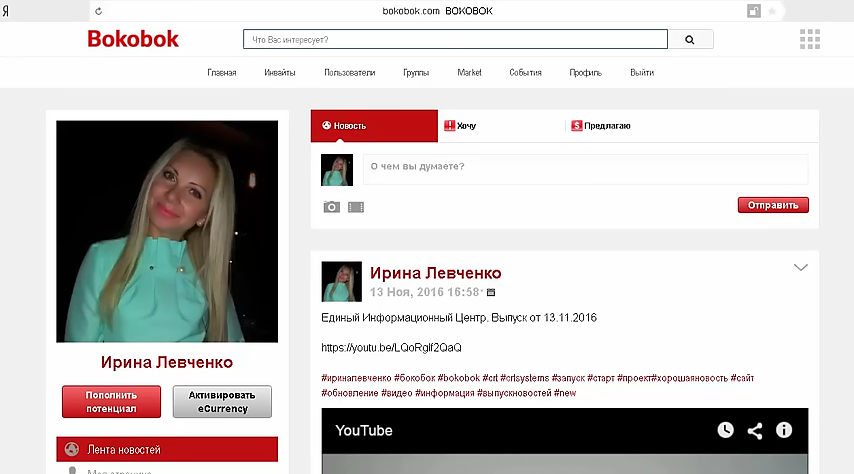 Я
bokobok.com BOKOBOK
Bokobok
Что Вас интересует?
Главная Инвайты Пользователи Группы Market События Профиль Выйти
Новость Хочу Предлагаю
О чем вы думаете?
Отправить
Ирина Левченко
13 Ноя, 2016 16:58
Единый Информационный Центр. Выпуск от 13.11.2016
https://youtu.be/LQoRglf2QaQ
#ириналевченко #бокобок #bokobok #crt #crtsystems #запуск #старт #проект#хорошаяновость #сайт
#обновление #видео #информация #выпускновостей #new
YouTube
Ирина Левченко
Пополнить
потенциал
Активировать
eCurrency
Лента новостей
Моя страница